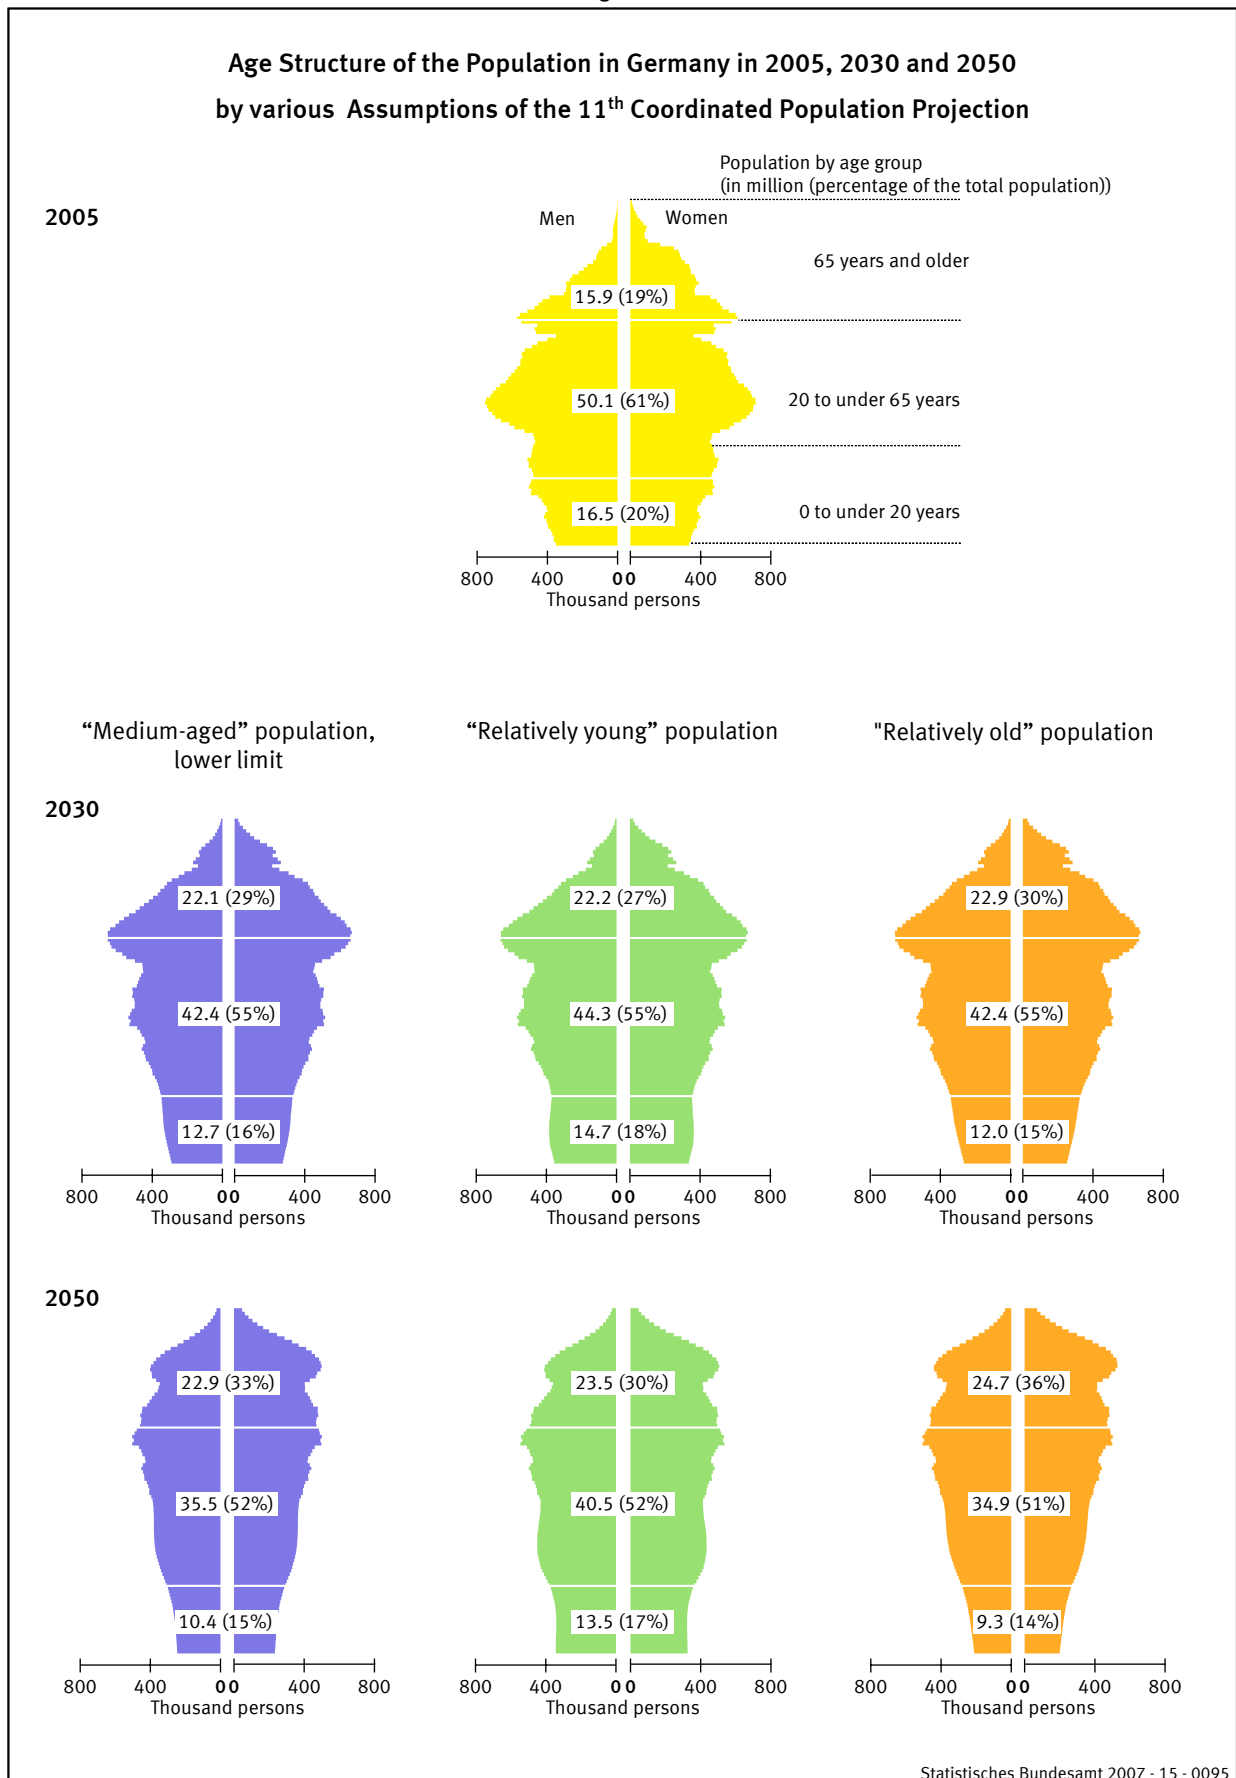 Age Structure of the Population in Germany in 2005, 2030 and 2050
by various Assumptions of the 11th Coordinated Population Projection
Population by age group
(in million (percentage of the total population))
2005
Men
Women
65 years and older
15.9 (19%)
50.1 (61%)
20 to under 65 years
16.5 (20%)
0 to under 20 years
800 400 0 0 400 800
Thousand persons
“Medium-aged” population,
lower limit
“Relatively young” population
"Relatively old” population
2030
22.1 (29%)
22.2 (27%)
22.9 (30%)
42.4 (55%)
44.3 (55%)
42.4 (55%)
12.7 (16%)
14.7 (18%)
12.0 (15%)
800 400 0 0 400 800
800 400 0 0 400 800
800 400 0 0 400 800
Thousand persons
Thousand persons
Thousand persons
2050
22.9 (33%)
23.5 (30%)
24.7 (36%)
35.5 (52%)
40.5 (52%)
34.9 (51%)
10.4 (15%)
13.5 (17%)
9.3 (14%)
800 400 0 0 400 800
800 400 0 0 400 800
800 400 0 0 400 800
Thousand persons
Thousand persons
Thousand persons
Statistisches Bundesamt 2007 - 15 - 0095